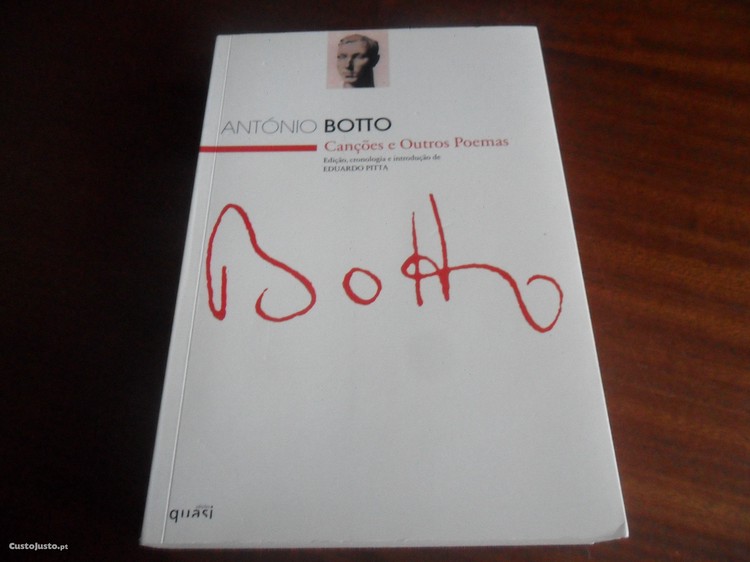 ANTÓNIO BOTTO
Canções e Outros Poemas
Edição, cronologia e introdução de
EDUARDO PITTA
Botto
quasi
CustoJusto.pt